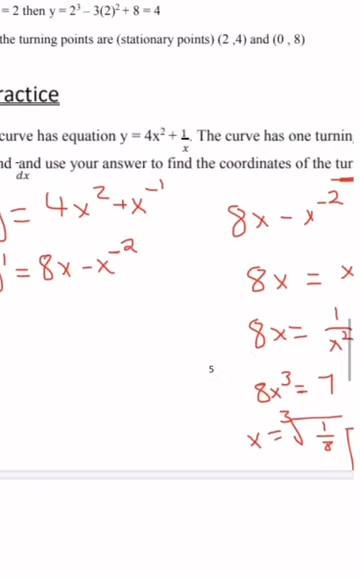 = 2 then y = 2³ – 3(2)² + 8 = 4
the turning points are (stationary points) (2 ,4) and (0 , 8)
ractice
curve has equation y = 4x² + 1/x. The curve has one turnin
nd and use your answer to find the coordinates of the tur
dx
= 4x² + x⁻¹
' = 8x – x⁻²
8x – x⁻²
8x = x
8x = 1/x²
5
8x³ = 1
x = ³√1/8